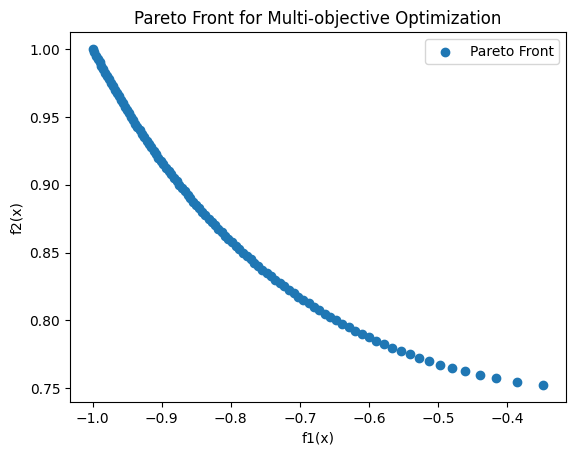 Pareto Front for Multi-objective Optimization
Pareto Front
1.00
0.95
0.90
0.85
0.80
0.75
f2(x)
−1.0 −0.9 −0.8 −0.7 −0.6 −0.5 −0.4
f1(x)